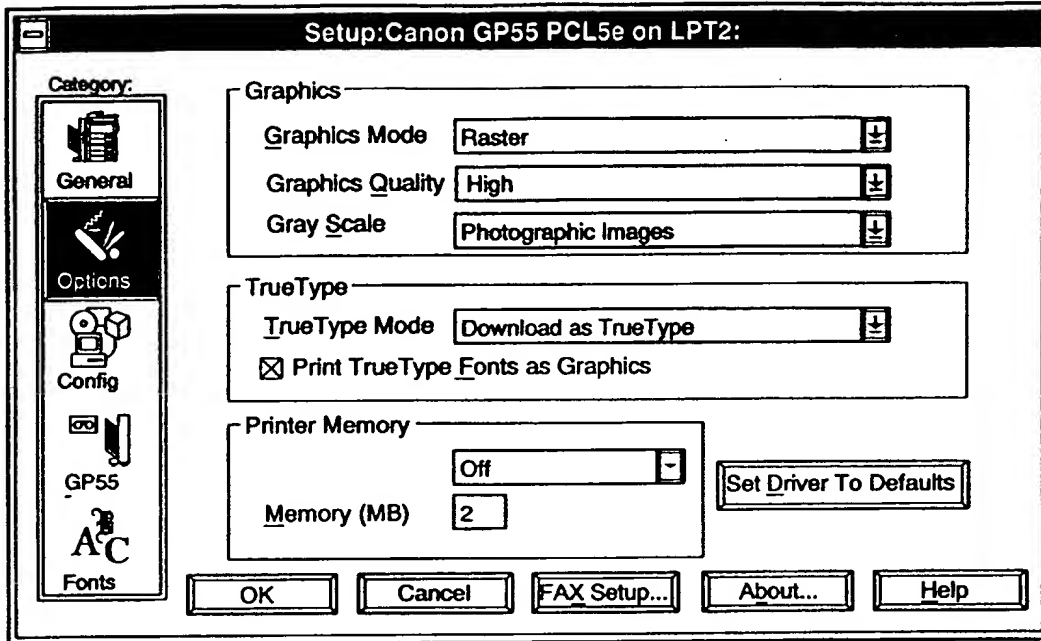 Setup:Canon GP55 PCL5e on LPT2:
Category:
General
Options
Config
GP55
Fonts
Graphics
Graphics Mode Raster
Graphics Quality High
Gray Scale Photographic Images
TrueType
TrueType Mode Download as TrueType
Print TrueType Fonts as Graphics
Printer Memory
Off
Memory (MB) 2
Set Driver To Defaults
OK Cancel FAX Setup... About... Help